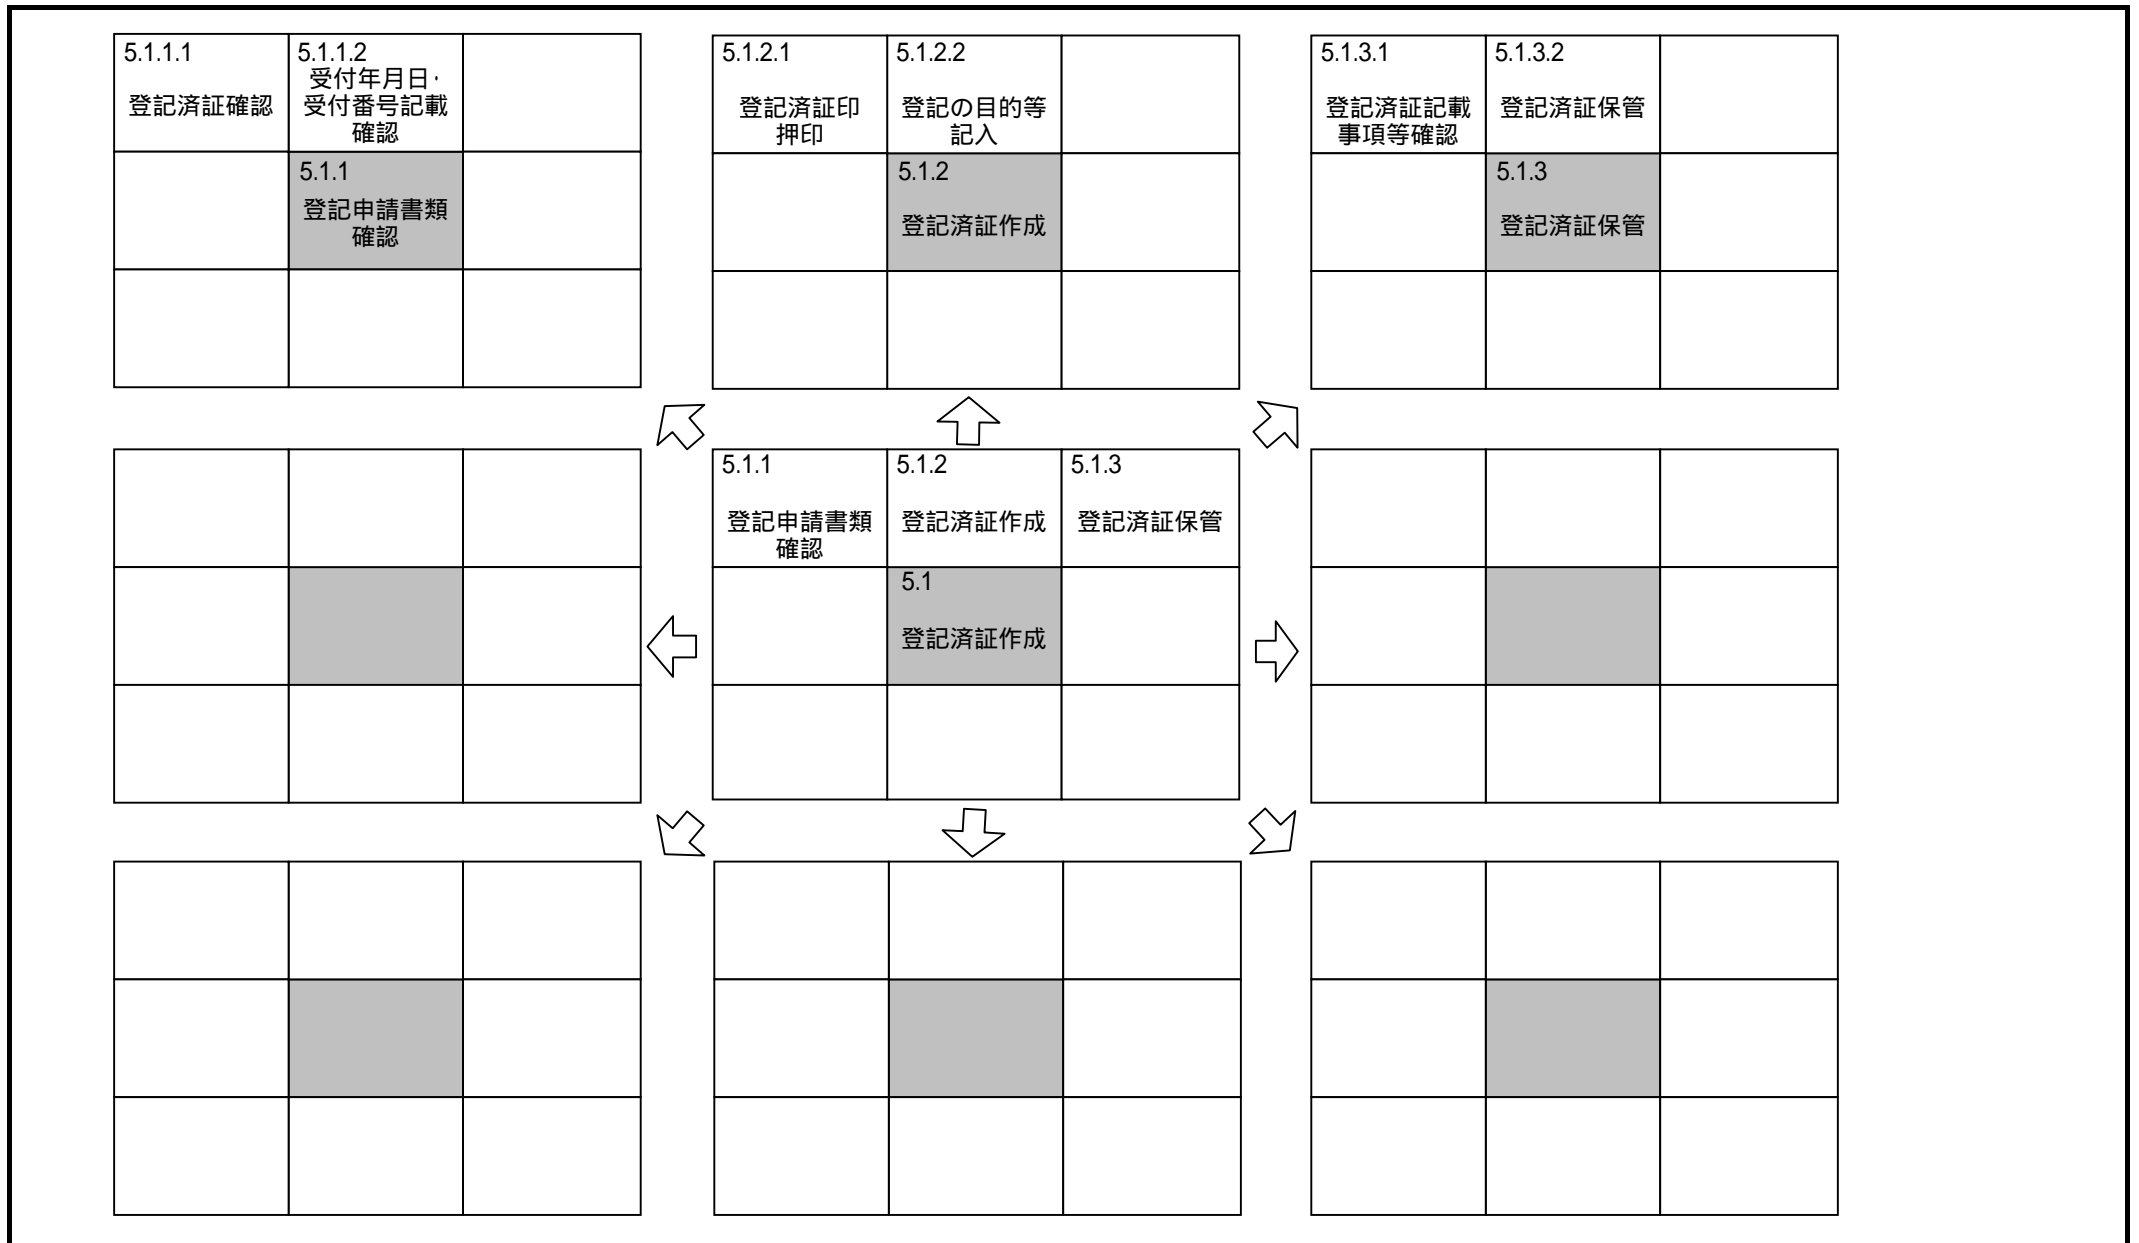 5.1.1.1
登記済証確認
5.1.1.2
受付年月日・
受付番号記載
確認
5.1.1
登記申請書類
確認
5.1.2.1
登記済証印
押印
5.1.2.2
登記の目的等
記入
5.1.2
登記済証作成
5.1.3.1
登記済証記載
事項等確認
5.1.3.2
登記済証保管
5.1.3
登記済証保管
5.1.1
登記申請書類
確認
5.1.2
登記済証作成
5.1.3
登記済証保管
5.1
登記済証作成